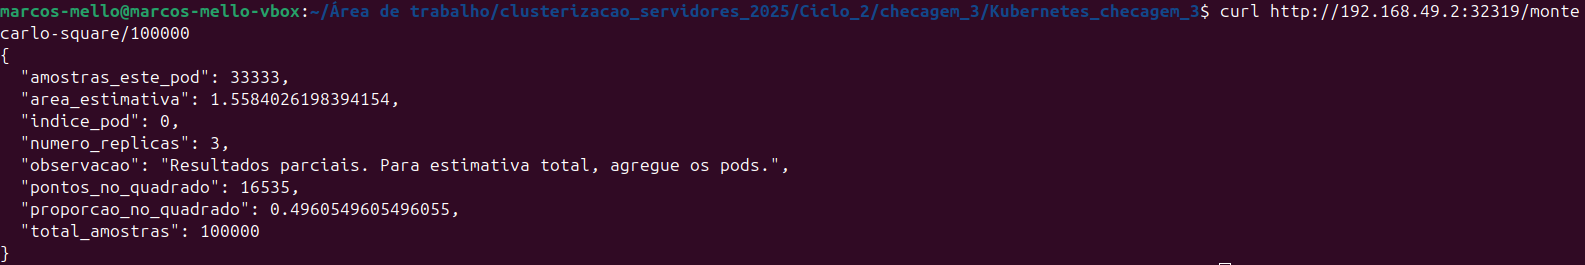 marcos-mello@marcos-mello-vbox:~/Área de trabalho/clusterizacao_servidores_2025/Ciclo_2/checagem_3/Kubernetes_checagem_3$ curl http://192.168.49.2:32319/monte
carlo-square/100000
{
  "amostras_este_pod": 33333,
  "area_estimativa": 1.5584026198394154,
  "indice_pod": 0,
  "numero_replicas": 3,
  "observacao": "Resultados parciais. Para estimativa total, agregue os pods.",
  "pontos_no_quadrado": 16535,
  "proporcao_no_quadrado": 0.4960549605496055,
  "total_amostras": 100000
}